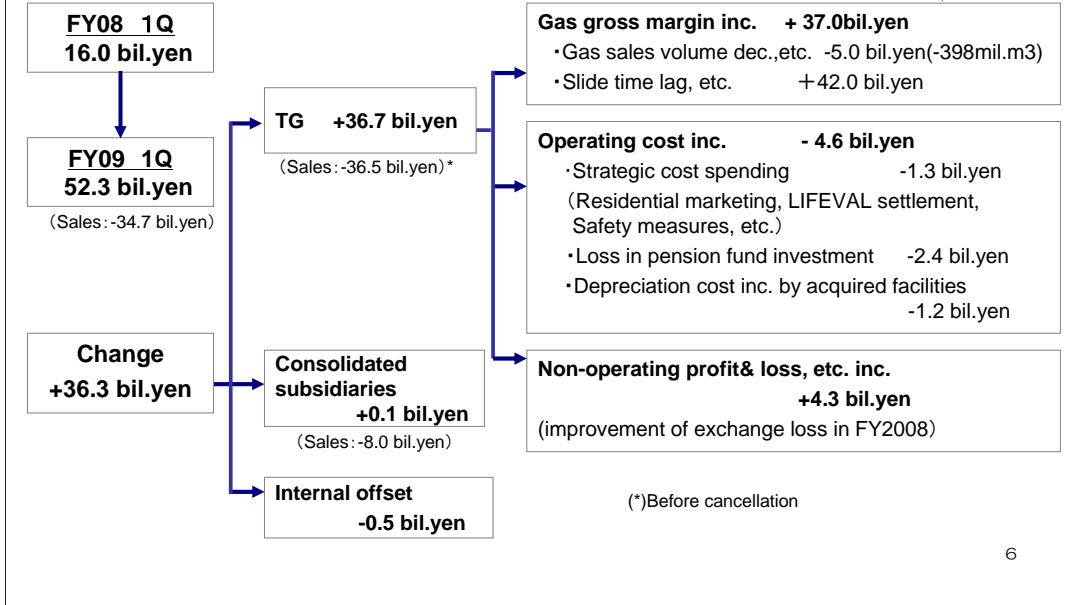 FY08 1Q
16.0 bil.yen
FY09 1Q
52.3 bil.yen
（Sales：-34.7 bil.yen）
Change
+36.3 bil.yen
TG +36.7 bil.yen
（Sales：-36.5 bil.yen）*
Consolidated
subsidiaries
+0.1 bil.yen
（Sales：-8.0 bil.yen）
Internal offset
-0.5 bil.yen
Gas gross margin inc. + 37.0bil.yen
・Gas sales volume dec.,etc. -5.0 bil.yen(-398mil.m3)
・Slide time lag, etc. ＋42.0 bil.yen
Operating cost inc. - 4.6 bil.yen
・Strategic cost spending -1.3 bil.yen
（Residential marketing, LIFEVAL settlement,
Safety measures, etc.）
・Loss in pension fund investment -2.4 bil.yen
・Depreciation cost inc. by acquired facilities
-1.2 bil.yen
Non-operating profit& loss, etc. inc.
+4.3 bil.yen
(improvement of exchange loss in FY2008）
(*)Before cancellation
6